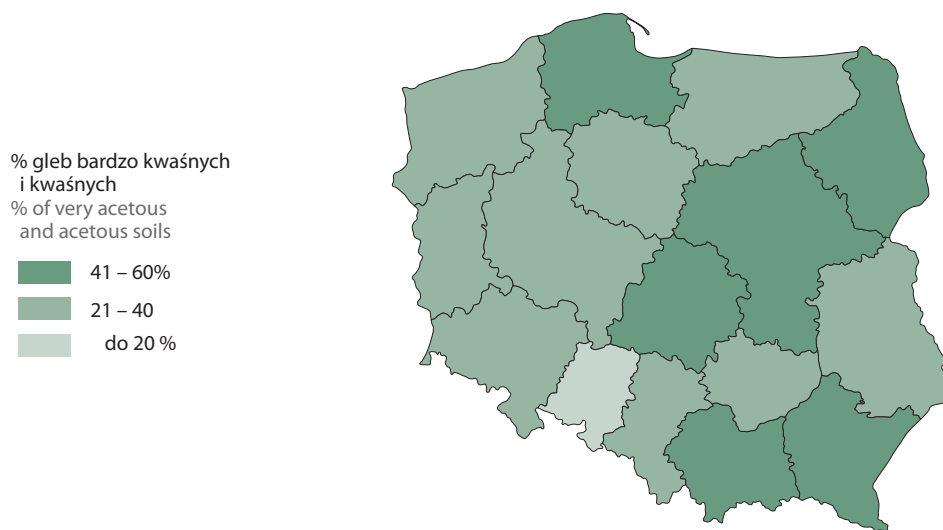 % gleb bardzo kwaśnych
i kwaśnych
% of very acetous
and acetous soils
41 – 60%
21 – 40
do 20 %